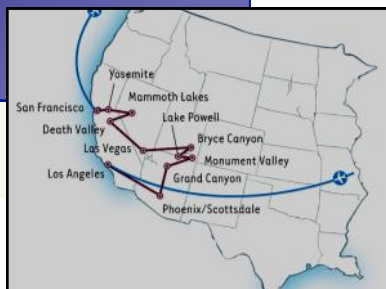 Yosemite
San Francisco
Mammoth Lakes
Lake Powell
Death Valley
Bryce Canyon
Las Vegas
Monument Valley
Los Angeles
Grand Canyon
Phoenix/Scottsdale